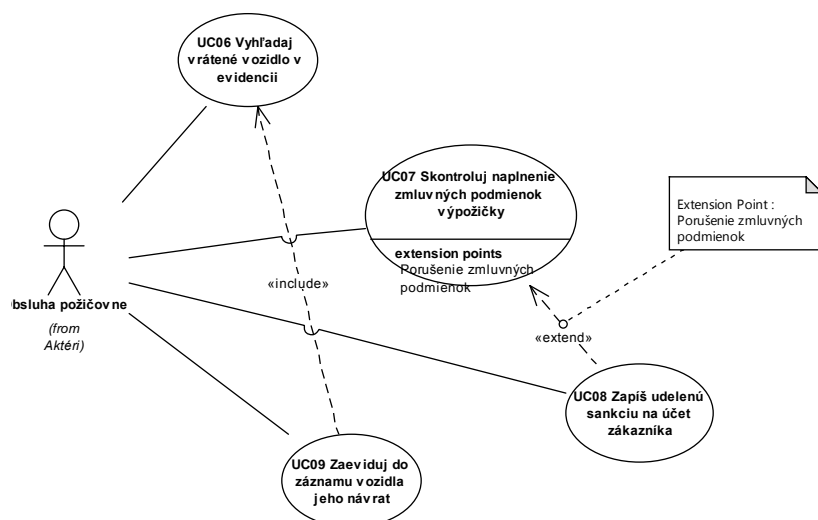 UC06 Vyhľadaj
vrátené vozidlo v
evidencii
UC07 Skontroluj naplnenie
zmluvných podmienok
výpožičky
extension points
Porušenie zmluvných
podmienok
Extension Point :
Porušenie zmluvných
podmienok
bsluha požičovne
(from
Aktéri)
«include»
«extend»
UC08 Zapíš udelenú
sankciu na účet
zákazníka
UC09 Zaeviduj do
záznamu vozidla
jeho návrat